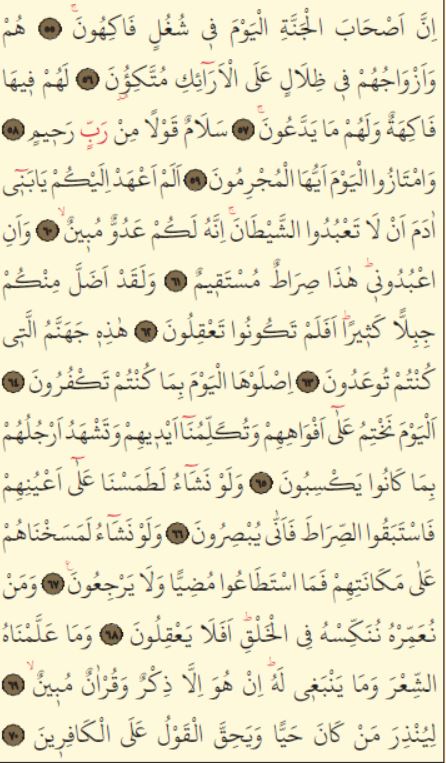 اِنَّ اَصْحَابَ الْجَنَّةِ الْيَوْمَ فٖي شُغُلٍ فَاكِهُونَۚ ﴿٥٥﴾ هُمْ
وَاَزْوَاجُهُمْ فٖي ظِلَالٍ عَلَى الْاَرَٓائِكِ مُتَّكِؤُ۫نَ ﴿٥٦﴾ لَهُمْ فٖيهَا
فَاكِهَةٌ وَلَهُمْ مَا يَدَّعُونَۚ ﴿٥٧﴾ سَلَامٌ قَوْلًا مِنْ رَبٍّ رَحٖيمٍ ﴿٥٨﴾
وَامْتَازُوا الْيَوْمَ اَيُّهَا الْمُجْرِمُونَ ﴿٥٩﴾ اَلَمْ اَعْهَدْ اِلَيْكُمْ يَابَنٖٓي
اٰدَمَ اَنْ لَا تَعْبُدُوا الشَّيْطَانَۚ اِنَّهُ لَكُمْ عَدُوٌّ مُبٖينٌۙ ﴿٦٠﴾ وَاَنِ
اعْبُدُونٖيؕ هٰذَا صِرَاطٌ مُسْتَقٖيمٌ ﴿٦١﴾ وَلَقَدْ اَضَلَّ مِنْكُمْ
جِبِلًّا كَثٖيرًاؕ اَفَلَمْ تَكُونُوا تَعْقِلُونَ ﴿٦٢﴾ هٰذِهٖ جَهَنَّمُ الَّتٖي
كُنْتُمْ تُوعَدُونَ ﴿٦٣﴾ اِصْلَوْهَا الْيَوْمَ بِمَا كُنْتُمْ تَكْفُرُونَ ﴿٦٤﴾
اَلْيَوْمَ نَخْتِمُ عَلٰٓى اَفْوَاهِهِمْ وَتُكَلِّمُنَٓا اَيْدٖيهِمْ وَتَشْهَدُ اَرْجُلُهُمْ
بِمَا كَانُوا يَكْسِبُونَ ﴿٦٥﴾ وَلَوْ نَشَٓاءُ لَطَمَسْنَا عَلٰٓى اَعْيُنِهِمْ
فَاسْتَبَقُوا الصِّرَاطَ فَاَنّٰى يُبْصِرُونَ ﴿٦٦﴾ وَلَوْ نَشَٓاءُ لَمَسَخْنَاهُمْ
عَلٰى مَكَانَتِهِمْ فَمَا اسْتَطَاعُوا مُضِيًّا وَلَا يَرْجِعُونَ۟ ﴿٦٧﴾ وَمَنْ
نُعَمِّرْهُ نُنَكِّسْهُ فِي الْخَلْقِؕ اَفَلَا يَعْقِلُونَ ﴿٦٨﴾ وَمَا عَلَّمْنَاهُ
الشِّعْرَ وَمَا يَنْبَغٖي لَهُؕ اِنْ هُوَ اِلَّا ذِكْرٌ وَقُرْاٰنٌ مُبٖينٌۙ ﴿٦٩﴾
لِيُنْذِرَ مَنْ كَانَ حَيًّا وَيَحِقَّ الْقَوْلُ عَلَى الْكَافِرٖينَ ﴿٧٠﴾